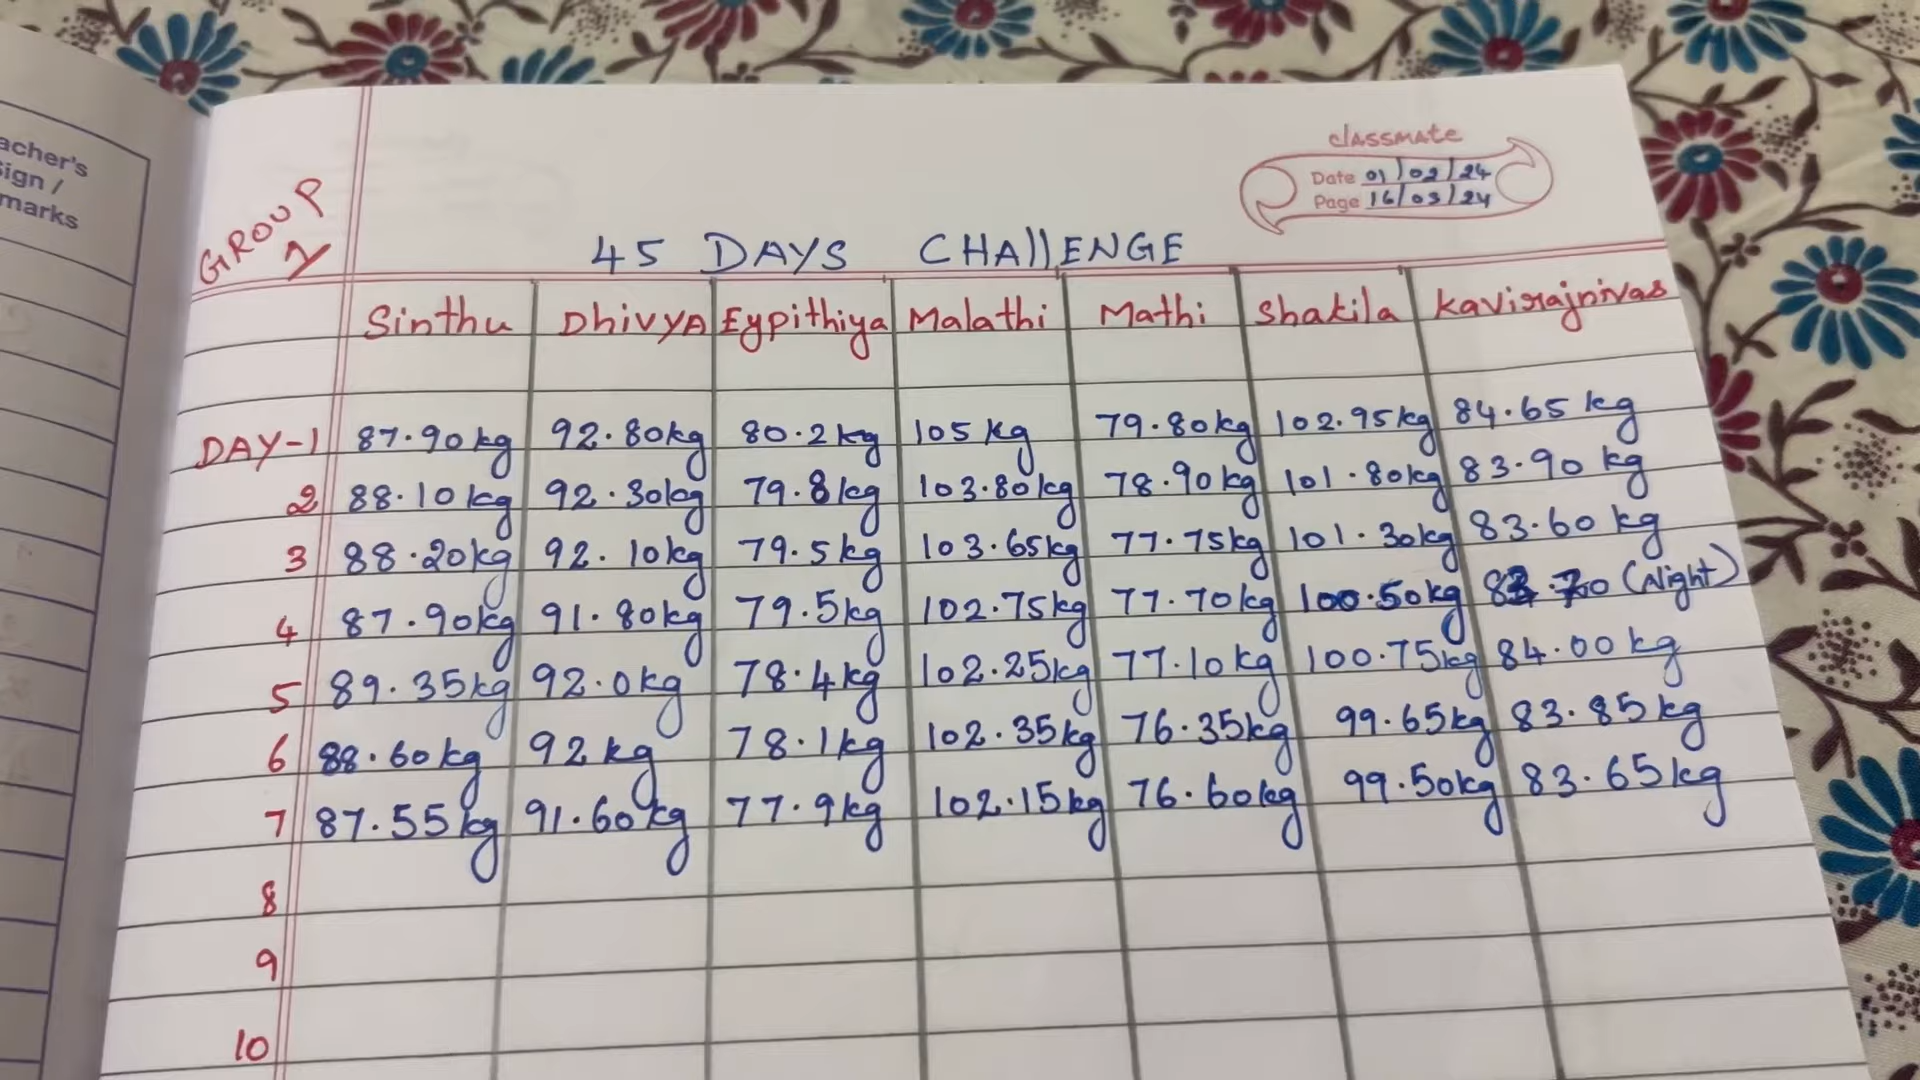 acher's
ign /
marks
classmate
Date 01/02/24
Page 16/03/24
GROUP
2
45 DAYS CHAllENGE
Sinthu DhivyA Eypithiya Malathi Mathi Shakila Kavirajnivas
DAY-1 87.90kg 92.80kg 80.2kg 105kg 79.80kg 102.95kg 84.65kg
2 88.10kg 92.30kg 79.8kg 103.80kg 78.90kg 101.80kg 83.90kg
3 88.20kg 92.10kg 79.5kg 103.65kg 77.75kg 101.30kg 83.60kg
4 87.90kg 91.80kg 79.5kg 102.75kg 77.70kg 100.50kg (Night)
5 89.35kg 92.0kg 78.4kg 102.25kg 77.10kg 100.75kg 84.00kg
6 88.60kg 92kg 78.1kg 102.35kg 76.35kg 99.65kg 83.85kg
7 87.55kg 91.60kg 77.9kg 102.15kg 76.60kg 99.50kg 83.65kg
8
9
10